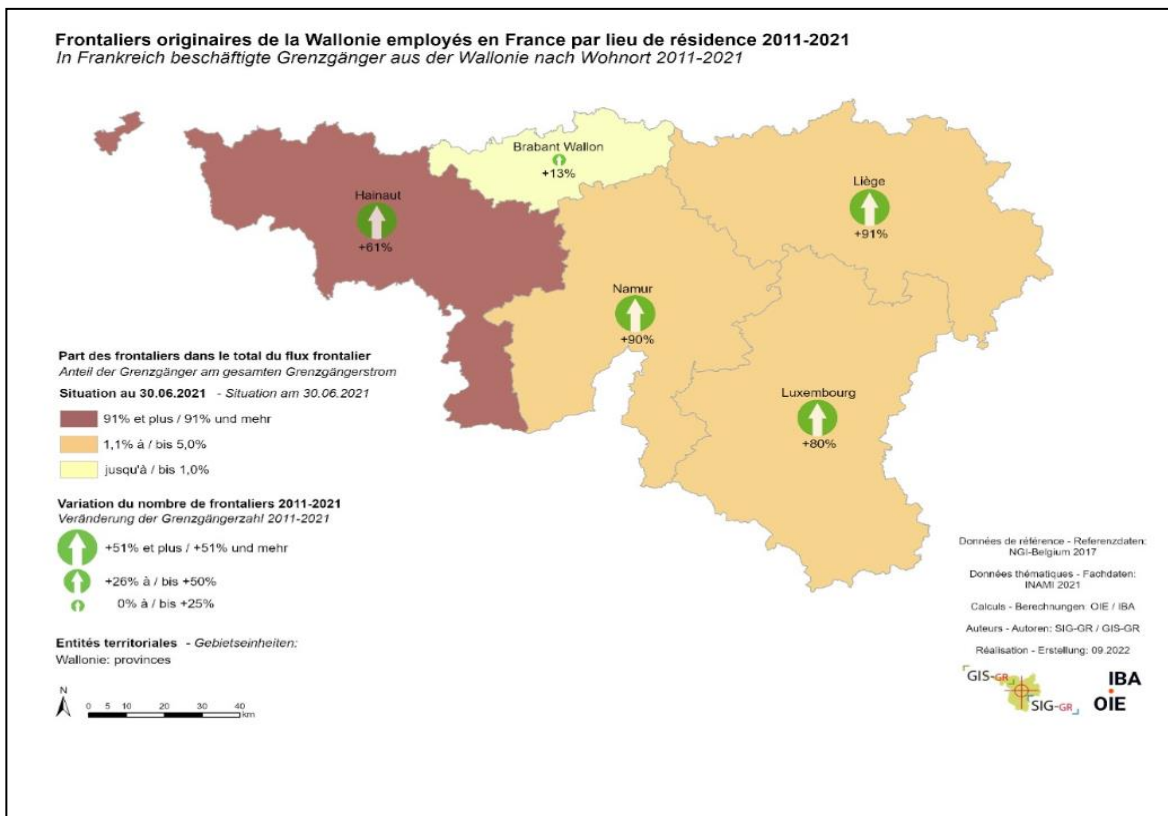 Frontaliers originaires de la Wallonie employés en France par lieu de résidence 2011-2021
In Frankreich beschäftigte Grenzgänger aus der Wallonie nach Wohnort 2011-2021
Brabant Wallon
+13%
Hainaut
+61%
Liège
+91%
Namur
+90%
Luxembourg
+80%
Part des frontaliers dans le total du flux frontalier
Anteil der Grenzgänger am gesamten Grenzgängerstrom
Situation au 30.06.2021 - Situation am 30.06.2021
91% et plus / 91% und mehr
1,1% à / bis 5,0%
jusqu'à / bis 1,0%
Variation du nombre de frontaliers 2011-2021
Veränderung der Grenzgängerzahl 2011-2021
+51% et plus / +51% und mehr
+26% à / bis +50%
0% à / bis +25%
Entités territoriales - Gebietseinheiten:
Wallonie: provinces
N
0 5 10 20 30 40
km
Données de référence - Referenzdaten:
NGI-Belgium 2017
Données thématiques - Fachdaten:
INAMI 2021
Calculs - Berechnungen: OIE / IBA
Auteurs - Autoren: SIG-GR / GIS-GR
Réalisation - Erstellung: 09.2022
GIS-GR
SIG-GR
IBA
OIE